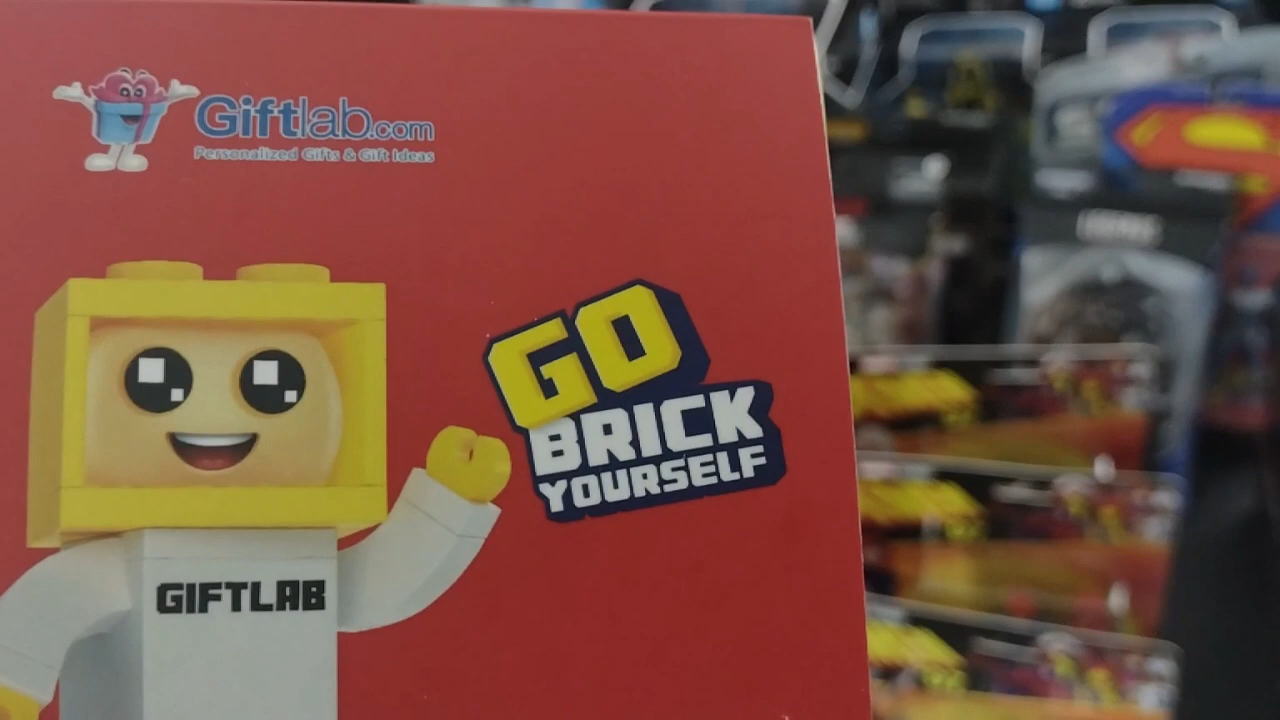 Giftlab.com
Personalized Gifts & Gift Ideas
GO
BRICK
YOURSELF
GIFTLAB